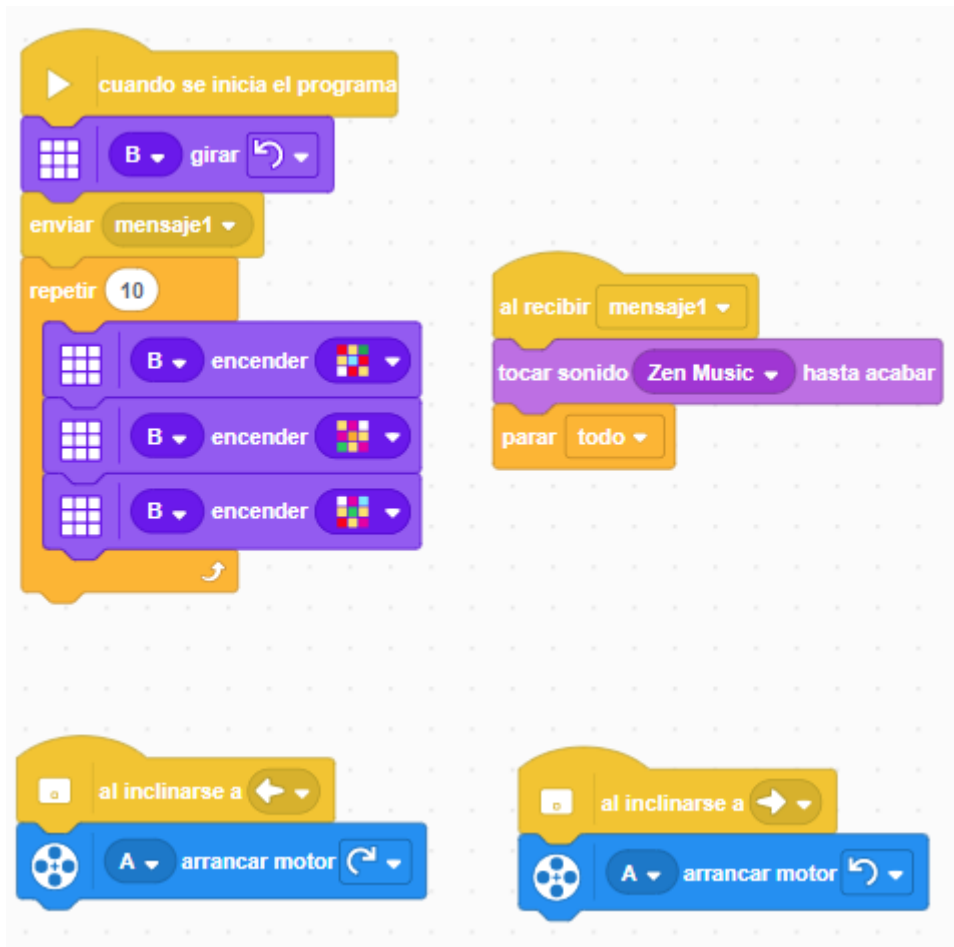 cuando se inicia el programa
B girar
enviar mensaje1
repetir 10
B encender
B encender
B encender
al recibir mensaje1
tocar sonido Zen Music hasta acabar
parar todo
al inclinarse a
A arrancar motor
al inclinarse a
A arrancar motor